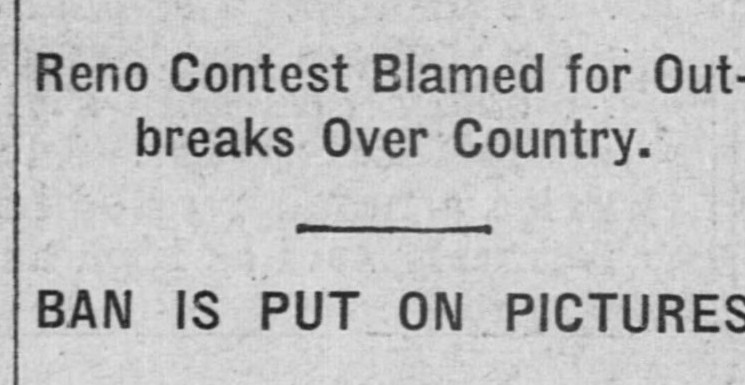 Reno Contest Blamed for Out-
breaks Over Country.
BAN IS PUT ON PICTURES